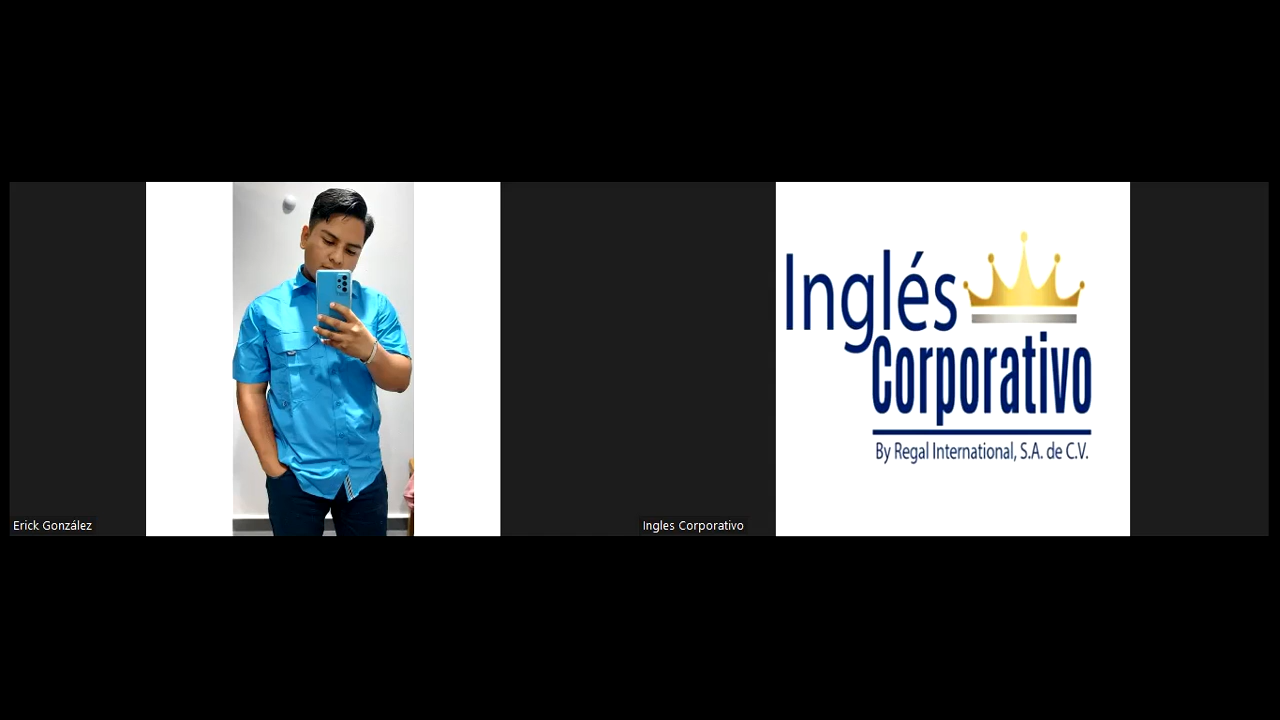 Inglés
Corporativo
By Regal International, S.A. de C.V.
Erick González
Ingles Corporativo